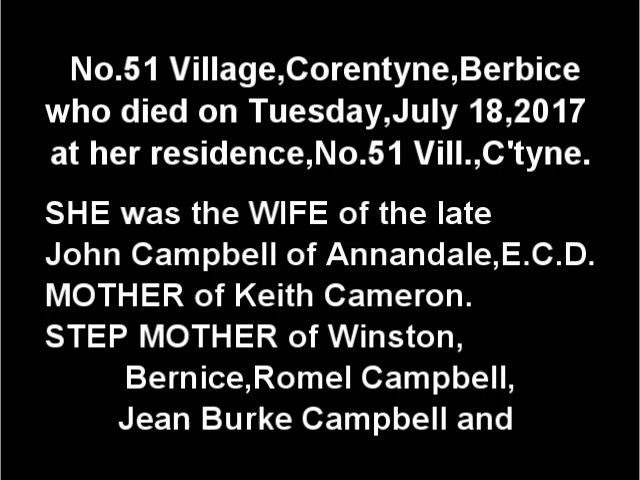 No.51 Village,Corentyne,Berbice
who died on Tuesday,July 18,2017
at her residence,No.51 Vill.,C'tyne.
SHE was the WIFE of the late
John Campbell of Annandale,E.C.D.
MOTHER of Keith Cameron.
STEP MOTHER of Winston,
Bernice,Romel Campbell,
Jean Burke Campbell and